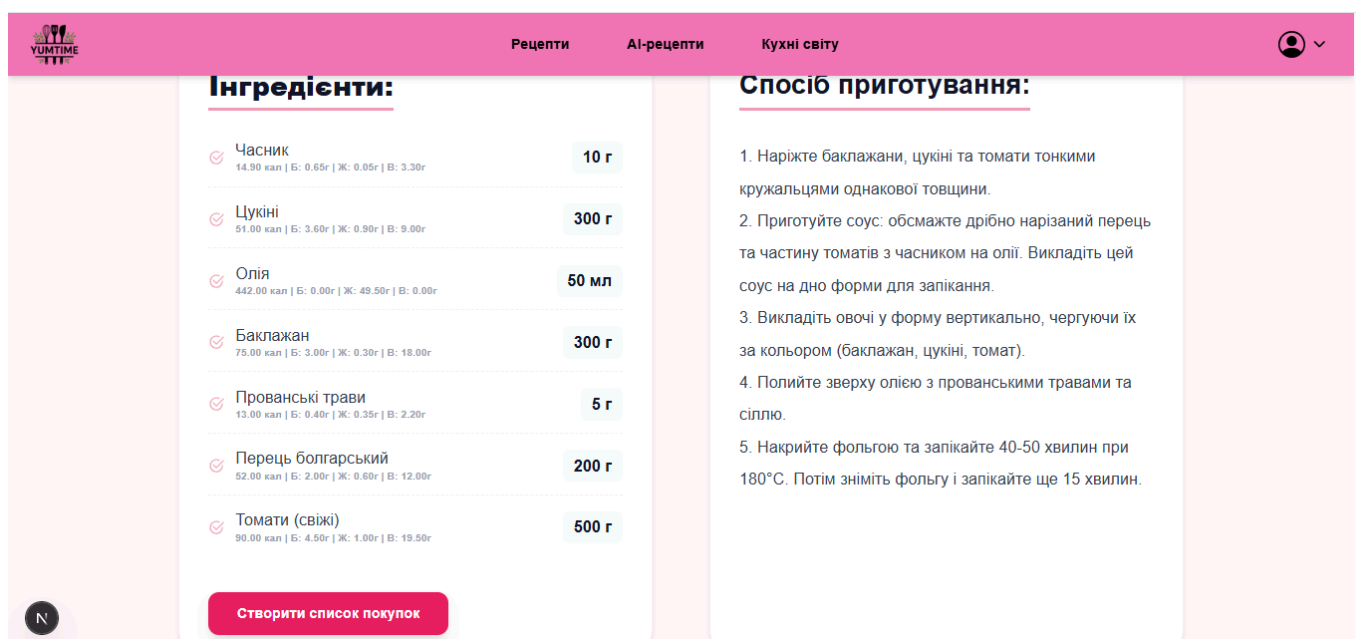 YUMTIME
Рецепти
AI-рецепти
Кухні світу
Інгредієнти:
Часник
14.90 кал | Б: 0.65г | Ж: 0.05г | В: 3.30г
10 г
Цукіні
51.00 кал | Б: 3.60г | Ж: 0.90г | В: 9.00г
300 г
Олія
442.00 кал | Б: 0.00г | Ж: 49.50г | В: 0.00г
50 мл
Баклажан
75.00 кал | Б: 3.00г | Ж: 0.30г | В: 18.00г
300 г
Прованські трави
13.00 кал | Б: 0.40г | Ж: 0.35г | В: 2.20г
5 г
Перець болгарський
52.00 кал | Б: 2.00г | Ж: 0.60г | В: 12.00г
200 г
Томати (свіжі)
90.00 кал | Б: 4.50г | Ж: 1.00г | В: 19.50г
500 г
Створити список покупок
Спосіб приготування:
1. Наріжте баклажани, цукіні та томати тонкими
кружальцями однакової товщини.
2. Приготуйте соус: обсмажте дрібно нарізаний перець
та частину томатів з часником на олії. Викладіть цей
соус на дно форми для запікання.
3. Викладіть овочі у форму вертикально, чергуючи їх
за кольором (баклажан, цукіні, томат).
4. Полийте зверху олією з прованськими травами та
сіллю.
5. Накрийте фольгою та запікайте 40-50 хвилин при
180°C. Потім зніміть фольгу і запікайте ще 15 хвилин.
N